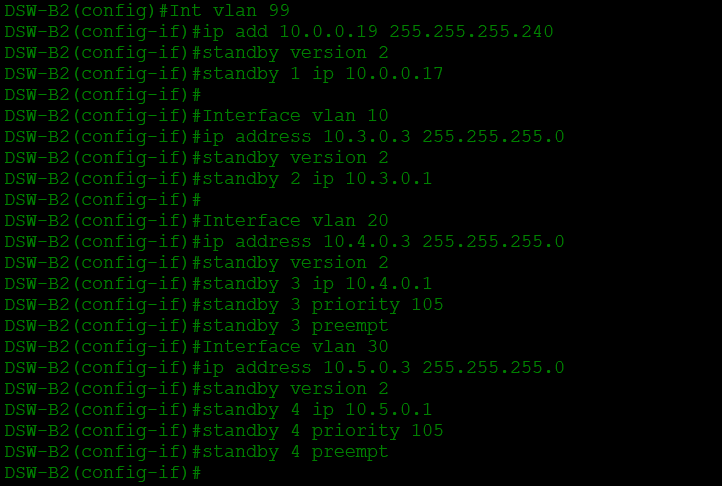 DSW-B2(config)#Int vlan 99
DSW-B2(config-if)#ip add 10.0.0.19 255.255.255.240
DSW-B2(config-if)#standby version 2
DSW-B2(config-if)#standby 1 ip 10.0.0.17
DSW-B2(config-if)#
DSW-B2(config-if)#Interface vlan 10
DSW-B2(config-if)#ip address 10.3.0.3 255.255.255.0
DSW-B2(config-if)#standby version 2
DSW-B2(config-if)#standby 2 ip 10.3.0.1
DSW-B2(config-if)#
DSW-B2(config-if)#Interface vlan 20
DSW-B2(config-if)#ip address 10.4.0.3 255.255.255.0
DSW-B2(config-if)#standby version 2
DSW-B2(config-if)#standby 3 ip 10.4.0.1
DSW-B2(config-if)#standby 3 priority 105
DSW-B2(config-if)#standby 3 preempt
DSW-B2(config-if)#Interface vlan 30
DSW-B2(config-if)#ip address 10.5.0.3 255.255.255.0
DSW-B2(config-if)#standby version 2
DSW-B2(config-if)#standby 4 ip 10.5.0.1
DSW-B2(config-if)#standby 4 priority 105
DSW-B2(config-if)#standby 4 preempt
DSW-B2(config-if)#